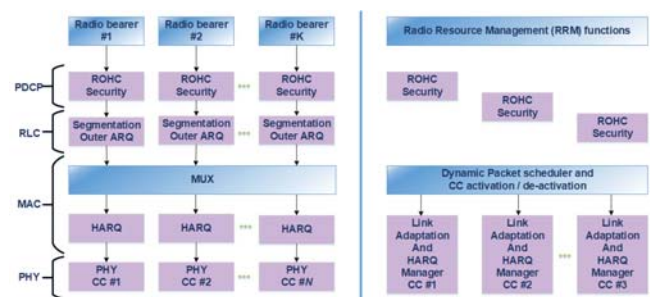 Radio bearer
#1
Radio bearer
#2
Radio bearer
#K
PDCP
ROHC
Security
ROHC
Security
ROHC
Security
RLC
Segmentation
Outer ARQ
Segmentation
Outer ARQ
Segmentation
Outer ARQ
MAC
MUX
HARQ
HARQ
HARQ
PHY
PHY
CC #1
PHY
CC #2
PHY
CC #N
Radio Resource Management (RRM) functions
ROHC
Security
ROHC
Security
ROHC
Security
Dynamic Packet scheduler and
CC activation / de-activation
Link
Adaptation
And
HARQ
Manager
CC #1
Link
Adaptation
And
HARQ
Manager
CC #2
Link
Adaptation
And
HARQ
Manager
CC #3